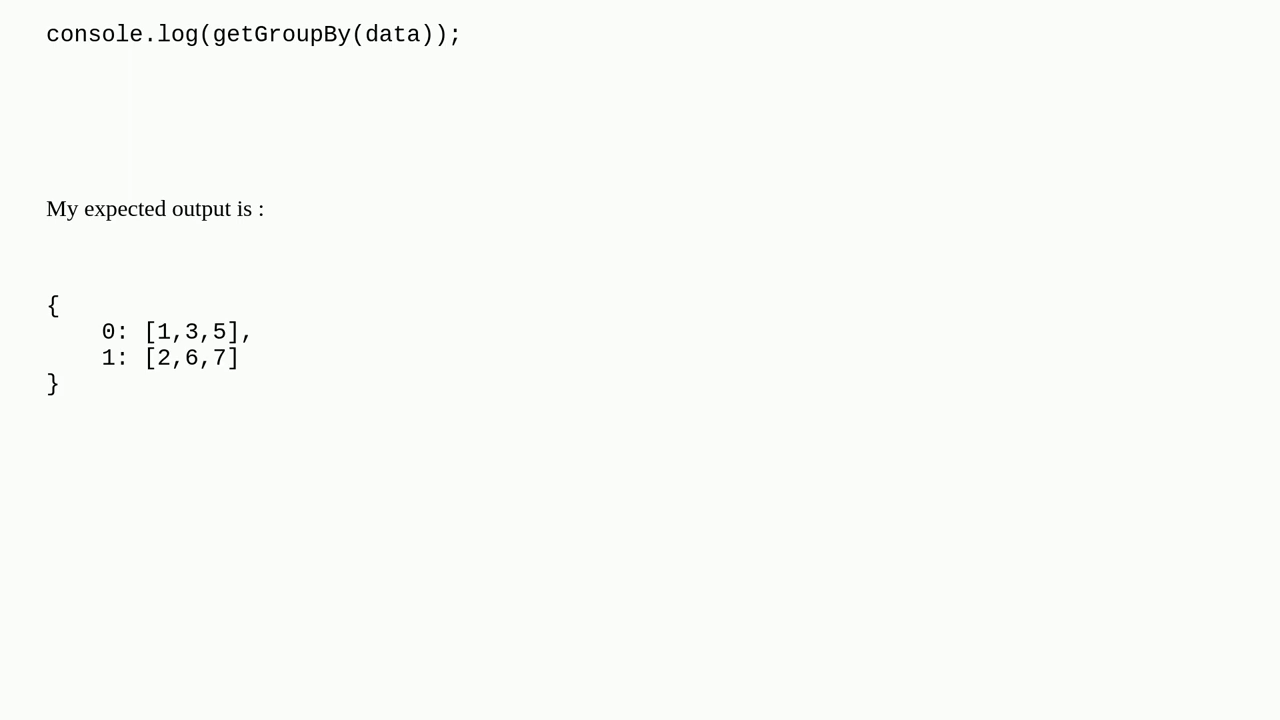 console.log(getGroupBy(data));
My expected output is :
{
    0: [1,3,5],
    1: [2,6,7]
}